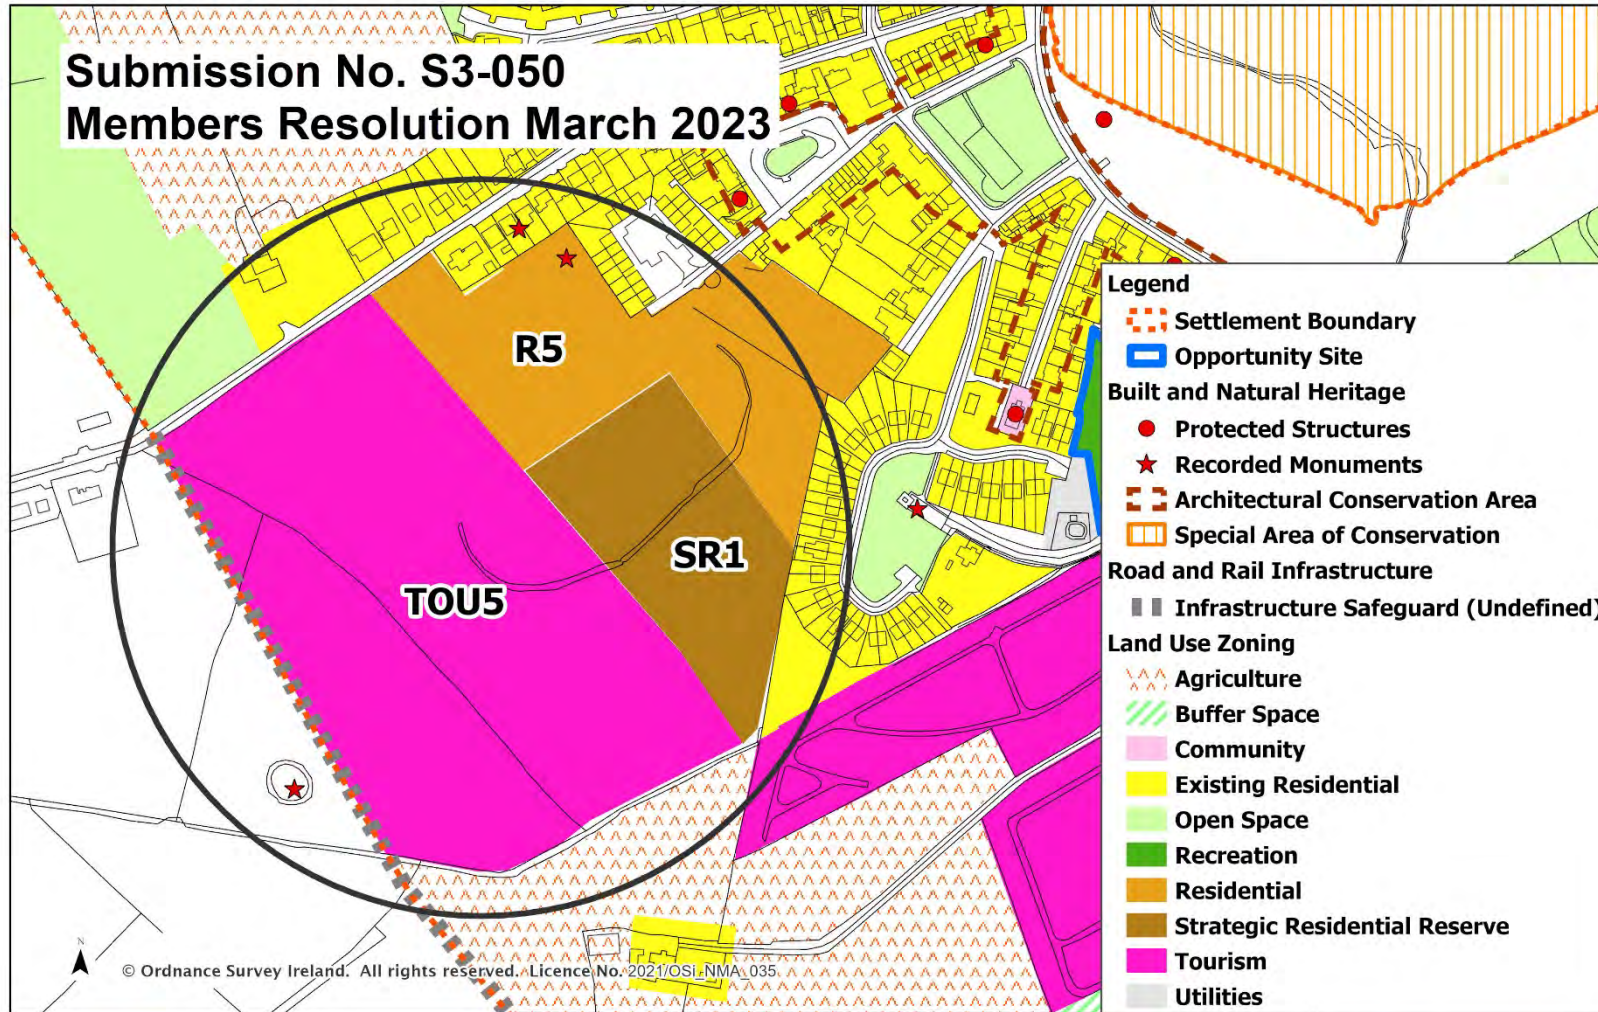 Submission No. S3-050
Members Resolution March 2023
R5
SR1
TOU5
Legend
Settlement Boundary
Opportunity Site
Built and Natural Heritage
Protected Structures
Recorded Monuments
Architectural Conservation Area
Special Area of Conservation
Road and Rail Infrastructure
Infrastructure Safeguard (Undefined)
Land Use Zoning
Agriculture
Buffer Space
Community
Existing Residential
Open Space
Recreation
Residential
Strategic Residential Reserve
Tourism
Utilities
N
© Ordnance Survey Ireland. All rights reserved. Licence No. 2021/OSi_NMA_035